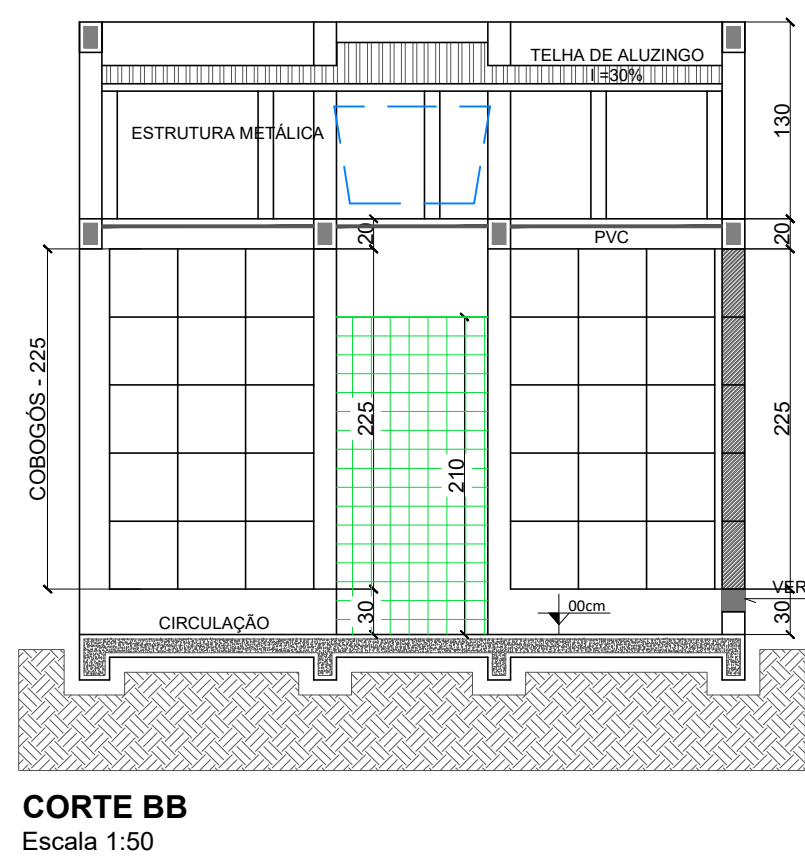 TELHA DE ALUZINGO
I =30%
130
ESTRUTURA METÁLICA
20
PVC
20
COBOGÓS - 225
225
210
225
VER
00cm
30
30
CIRCULAÇÃO
CORTE BB
Escala 1:50